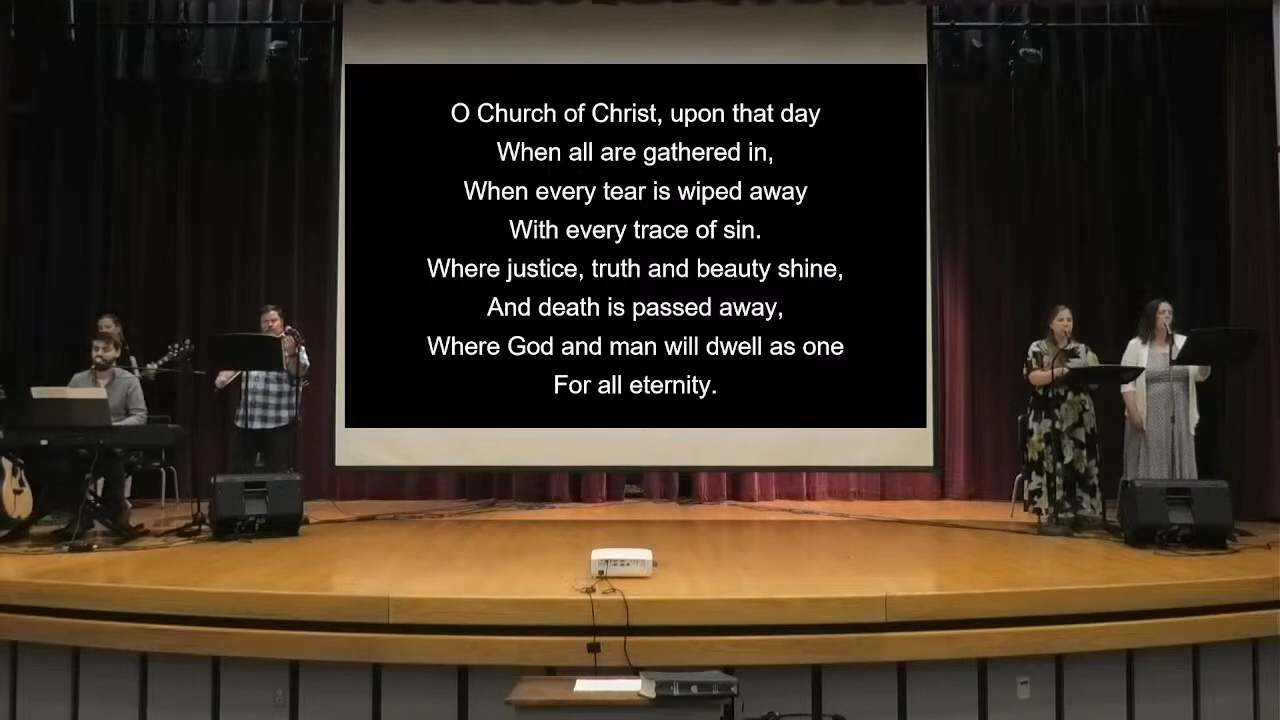 O Church of Christ, upon that day
When all are gathered in,
When every tear is wiped away
With every trace of sin.
Where justice, truth and beauty shine,
And death is passed away,
Where God and man will dwell as one
For all eternity.